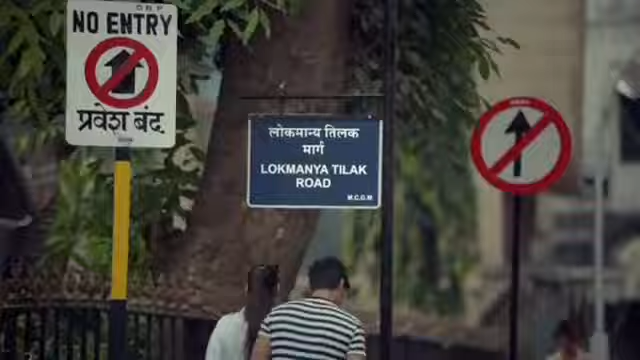 NO ENTRY
प्रवेश बंद
लोकमान्य तिलक
मार्ग
LOKMANYA TILAK
ROAD
M.C.G.M.